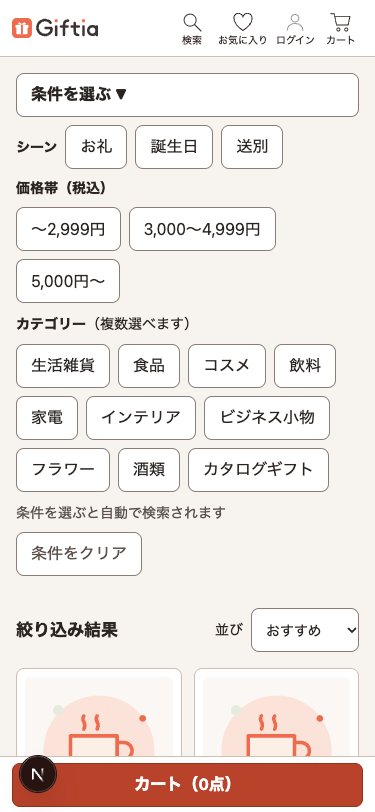 Giftia
検索 お気に入り ログイン カート
条件を選ぶ ▼
シーン お礼 誕生日 送別
価格帯（税込）
〜2,999円 3,000〜4,999円
5,000円〜
カテゴリー（複数選べます）
生活雑貨 食品 コスメ 飲料
家電 インテリア ビジネス小物
フラワー 酒類 カタログギフト
条件を選ぶと自動で検索されます
条件をクリア
絞り込み結果 並び おすすめ
N カート（0点）